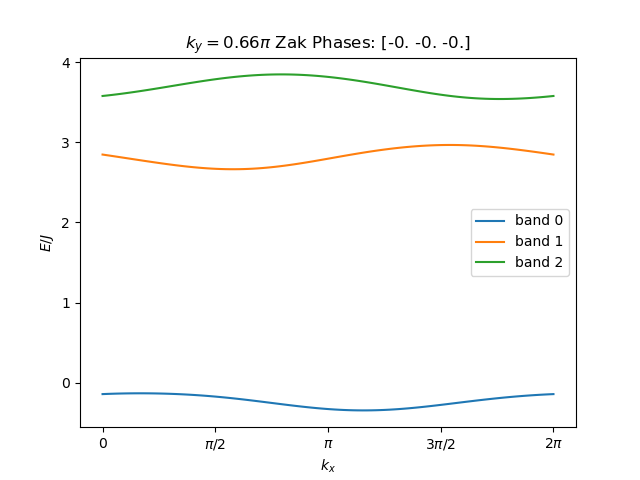 k_y = 0.66π Zak Phases: [-0. -0. -0.]
4
3
2
1
0
E/J
band 0
band 1
band 2
0 π/2 π 3π/2 2π
k_x